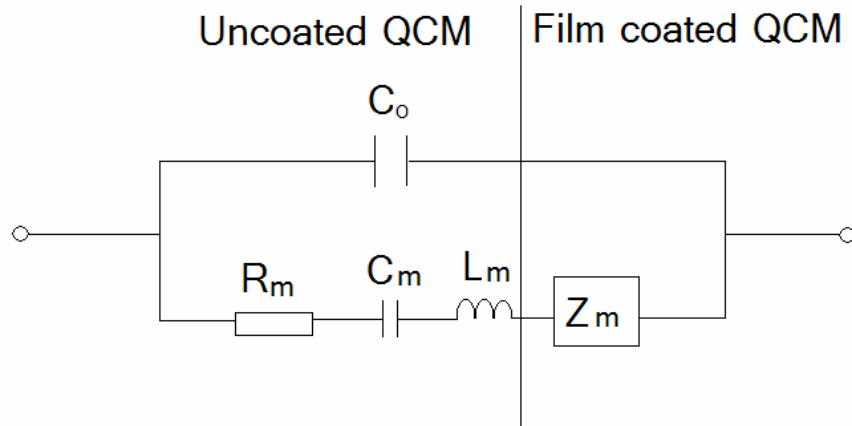 Uncoated QCM
Film coated QCM
Co
Rm
Cm
Lm
Zm